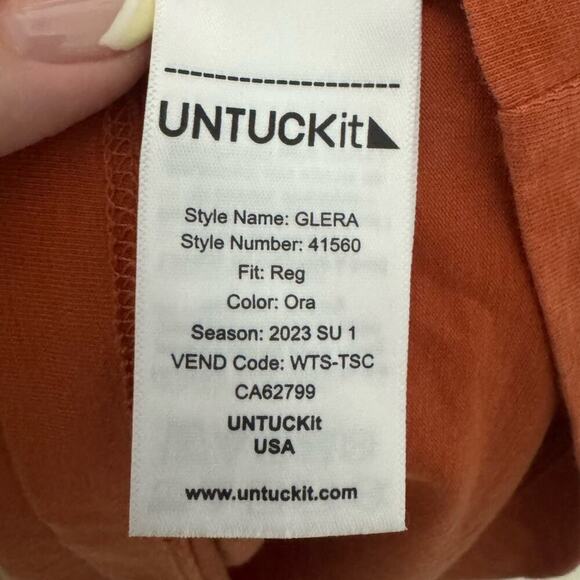 UNTUCKit
Style Name: GLERA
Style Number: 41560
Fit: Reg
Color: Ora
Season: 2023 SU 1
VEND Code: WTS-TSC
CA62799
UNTUCKit
USA
www.untuckit.com